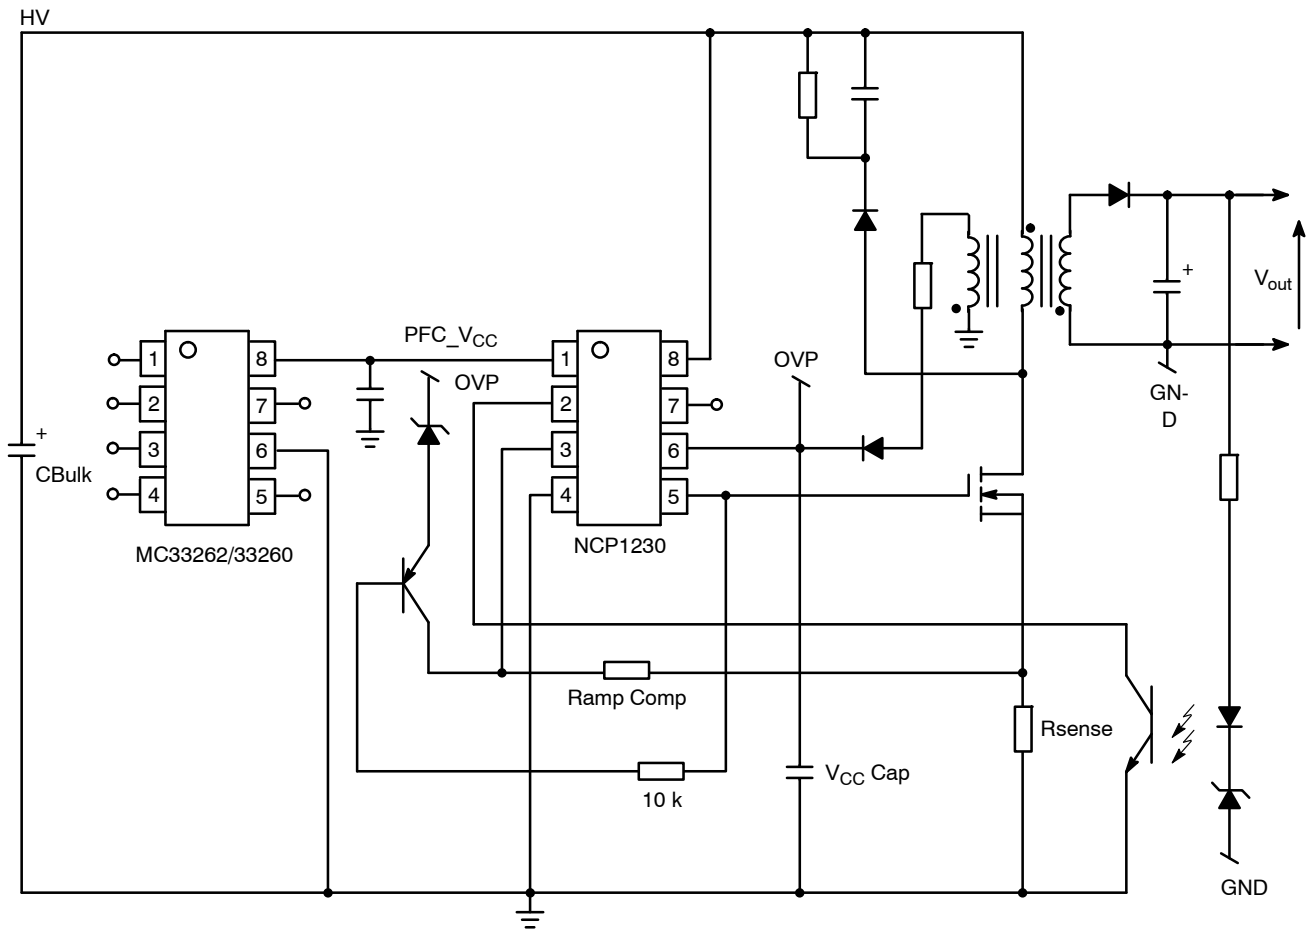 HV
+
CBulk
1
2
3
4
8
7
6
5
MC33262/33260
PFC_VCC
OVP
1
2
3
4
8
7
6
5
NCP1230
OVP
+
Vout
GN-
D
Ramp Comp
10 k
VCC Cap
Rsense
GND